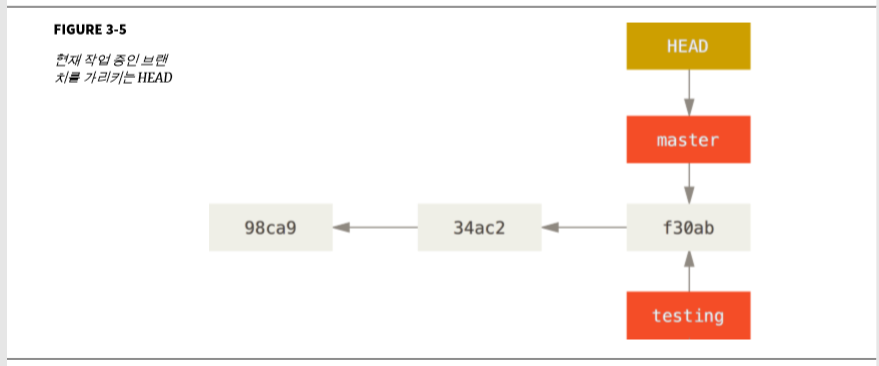 FIGURE 3-5
현재 작업 중인 브랜
치를 가리키는 HEAD
HEAD
master
98ca9
34ac2
f30ab
testing